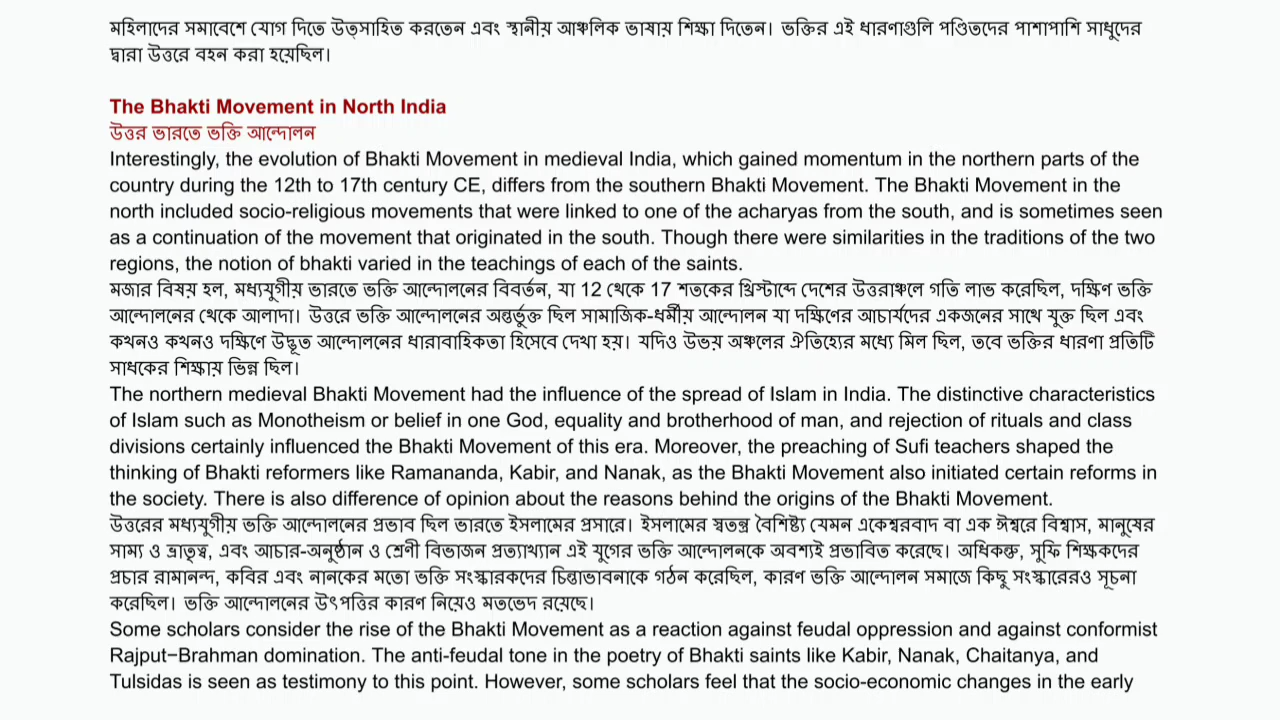 মহিলাদের সমাবেশে যোগ দিতে উত্সাহিত করতেন এবং স্থানীয় আঞ্চলিক ভাষায় শিক্ষা দিতেন। ভক্তির এই ধারণাগুলি পণ্ডিতদের পাশাপাশি সাধুদের
দ্বারা উত্তরে বহন করা হয়েছিল।
The Bhakti Movement in North India
উত্তর ভারতে ভক্তি আন্দোলন
Interestingly, the evolution of Bhakti Movement in medieval India, which gained momentum in the northern parts of the
country during the 12th to 17th century CE, differs from the southern Bhakti Movement. The Bhakti Movement in the
north included socio-religious movements that were linked to one of the acharyas from the south, and is sometimes seen
as a continuation of the movement that originated in the south. Though there were similarities in the traditions of the two
regions, the notion of bhakti varied in the teachings of each of the saints.
মজার বিষয় হল, মধ্যযুগীয় ভারতে ভক্তি আন্দোলনের বিবর্তন, যা 12 থেকে 17 শতকের খ্রিস্টাব্দে দেশের উত্তরাঞ্চলে গতি লাভ করেছিল, দক্ষিণ ভক্তি
আন্দোলনের থেকে আলাদা। উত্তরে ভক্তি আন্দোলনের অন্তর্ভুক্ত ছিল সামাজিক-ধর্মীয় আন্দোলন যা দক্ষিণের আচার্যদের একজনের সাথে যুক্ত ছিল এবং
কখনও কখনও দক্ষিণে উদ্ভূত আন্দোলনের ধারাবাহিকতা হিসেবে দেখা হয়। যদিও উভয় অঞ্চলের ঐতিহ্যের মধ্যে মিল ছিল, তবে ভক্তির ধারণা প্রতিটি
সাধকের শিক্ষায় ভিন্ন ছিল।
The northern medieval Bhakti Movement had the influence of the spread of Islam in India. The distinctive characteristics
of Islam such as Monotheism or belief in one God, equality and brotherhood of man, and rejection of rituals and class
divisions certainly influenced the Bhakti Movement of this era. Moreover, the preaching of Sufi teachers shaped the
thinking of Bhakti reformers like Ramananda, Kabir, and Nanak, as the Bhakti Movement also initiated certain reforms in
the society. There is also difference of opinion about the reasons behind the origins of the Bhakti Movement.
উত্তরের মধ্যযুগীয় ভক্তি আন্দোলনের প্রভাব ছিল ভারতে ইসলামের প্রসারে। ইসলামের স্বতন্ত্র বৈশিষ্ট্য যেমন একেশ্বরবাদ বা এক ঈশ্বরে বিশ্বাস, মানুষের
সাম্য ও ভ্রাতৃত্ব, এবং আচার-অনুষ্ঠান ও শ্রেণী বিভাজন প্রত্যাখ্যান এই যুগের ভক্তি আন্দোলনকে অবশ্যই প্রভাবিত করেছে। অধিকন্তু, সুফি শিক্ষকদের
প্রচার রামানন্দ, কবির এবং নানকের মতো ভক্তি সংস্কারকদের চিন্তাভাবনাকে গঠন করেছিল, কারণ ভক্তি আন্দোলন সমাজে কিছু সংস্কারেরও সূচনা
করেছিল। ভক্তি আন্দোলনের উৎপত্তির কারণ নিয়েও মতভেদ রয়েছে।
Some scholars consider the rise of the Bhakti Movement as a reaction against feudal oppression and against conformist
Rajput−Brahman domination. The anti-feudal tone in the poetry of Bhakti saints like Kabir, Nanak, Chaitanya, and
Tulsidas is seen as testimony to this point. However, some scholars feel that the socio-economic changes in the early